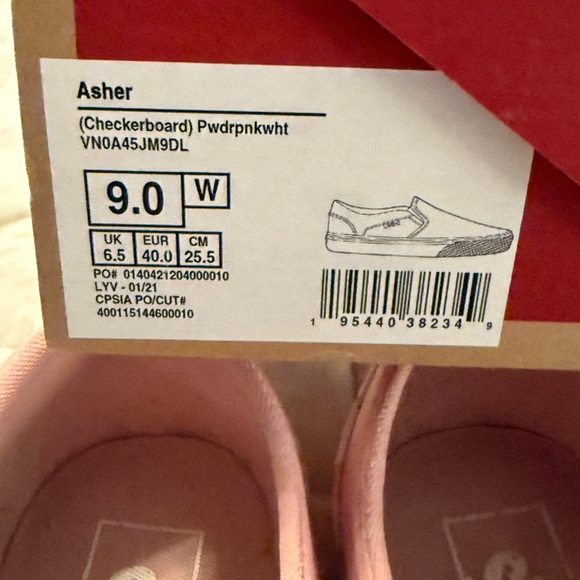 Asher
(Checkerboard) Pwdrpnkwht
VN0A45JM9DL
9.0 W
UK EUR CM
6.5 40.0 25.5
PO# 0140421204000010
LYV - 01/21
CPSIA PO/CUT#
400115144600010
1 95440 38234 9